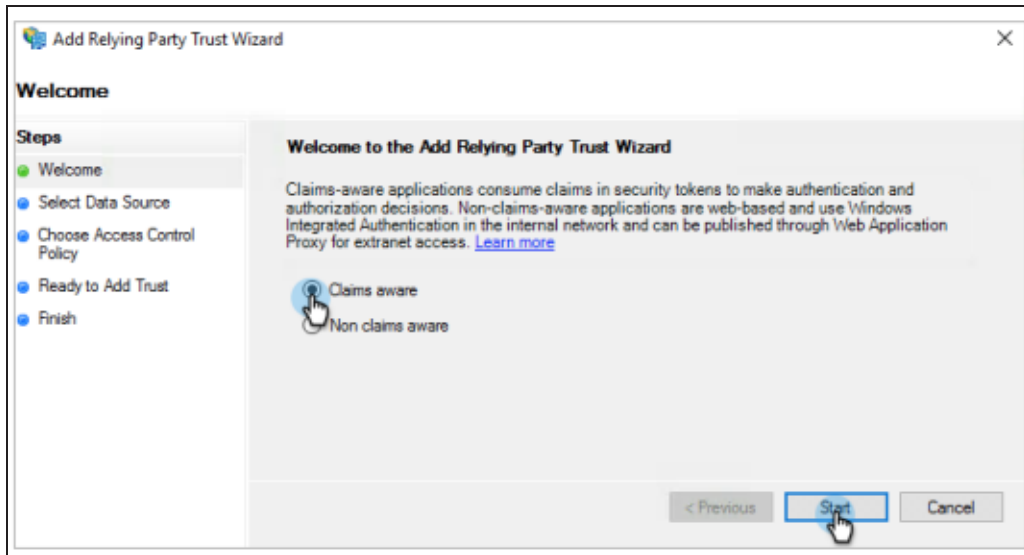 Add Relying Party Trust Wizard
Welcome
Steps
Welcome
Select Data Source
Choose Access Control
Policy
Ready to Add Trust
Finish
Welcome to the Add Relying Party Trust Wizard
Claims-aware applications consume claims in security tokens to make authentication and
authorization decisions. Non-claims-aware applications are web-based and use Windows
Integrated Authentication in the internal network and can be published through Web Application
Proxy for extranet access. Learn more
Claims aware
Non claims aware
< Previous
Start
Cancel